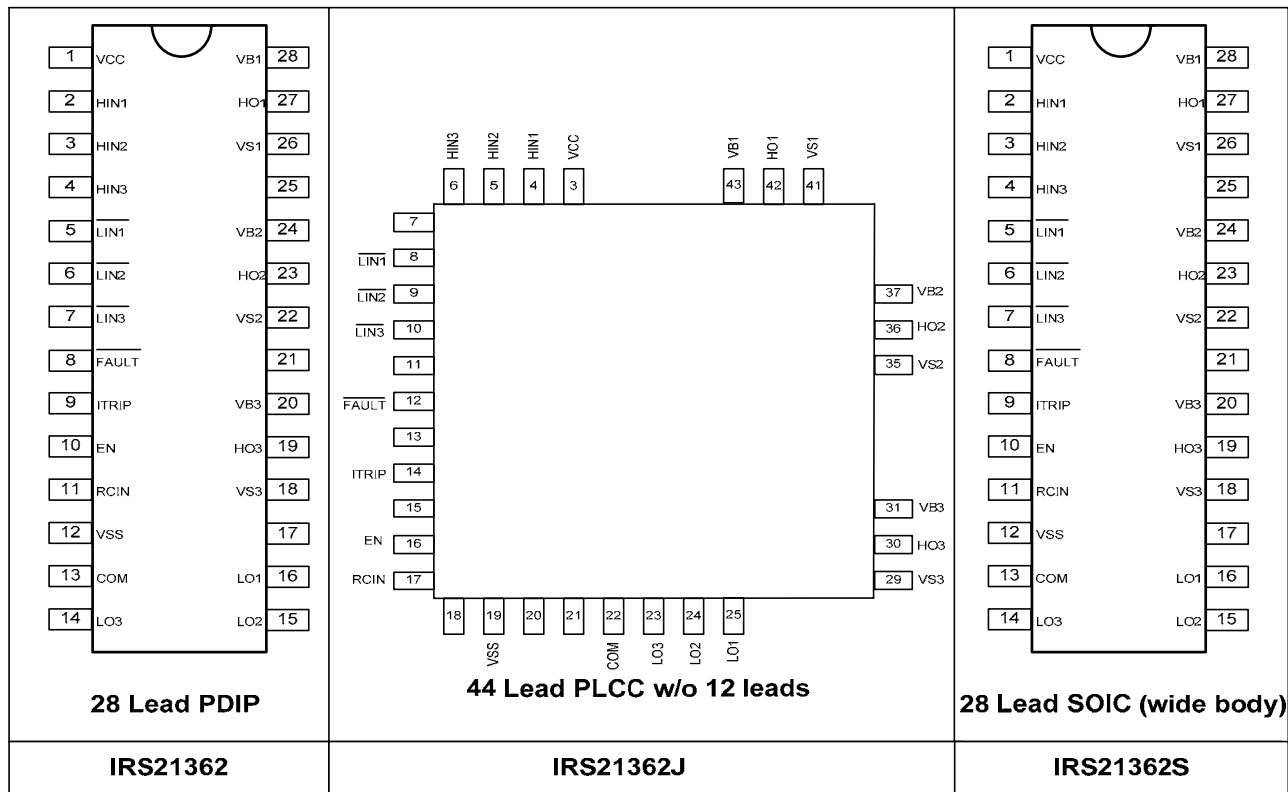 1 VCC VB1 28
2 HIN1 HO1 27
3 HIN2 VS1 26
4 HIN3 25
5 LIN1 VB2 24
6 LIN2 HO2 23
7 LIN3 VS2 22
8 FAULT 21
9 ITRIP VB3 20
10 EN HO3 19
11 RCIN VS3 18
12 VSS 17
13 COM LO1 16
14 LO3 LO2 15
28 Lead PDIP
IRS21362
HIN3 HIN2 HIN1 VCC VB1 HO1 VS1
6 5 4 3 43 42 41
7
LIN1 8
LIN2 9 37 VB2
LIN3 10 36 HO2
11 35 VS2
FAULT 12
13
ITRIP 14
15 31 VB3
EN 16 30 HO3
RCIN 17 29 VS3
18 19 20 21 22 23 24 25
VSS COM LO3 LO2 LO1
44 Lead PLCC w/o 12 leads
IRS21362J
1 VCC VB1 28
2 HIN1 HO1 27
3 HIN2 VS1 26
4 HIN3 25
5 LIN1 VB2 24
6 LIN2 HO2 23
7 LIN3 VS2 22
8 FAULT 21
9 ITRIP VB3 20
10 EN HO3 19
11 RCIN VS3 18
12 VSS 17
13 COM LO1 16
14 LO3 LO2 15
28 Lead SOIC (wide body)
IRS21362S